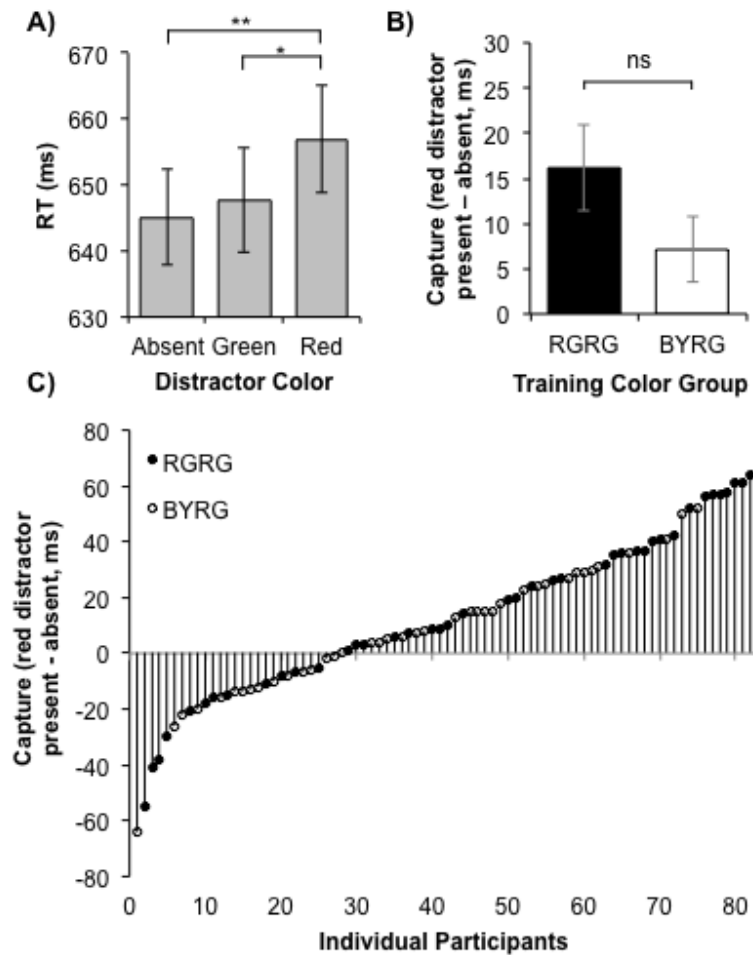 A)
**
*
670
660
650
640
630
RT (ms)
Absent Green Red
Distractor Color
B)
ns
30
25
20
15
10
5
0
Capture (red distractor
present – absent, ms)
RGRG BYRG
Training Color Group
C)
RGRG
BYRG
80
60
40
20
0
-20
-40
-60
-80
Capture (red distractor
present - absent, ms)
0 10 20 30 40 50 60 70 80
Individual Participants